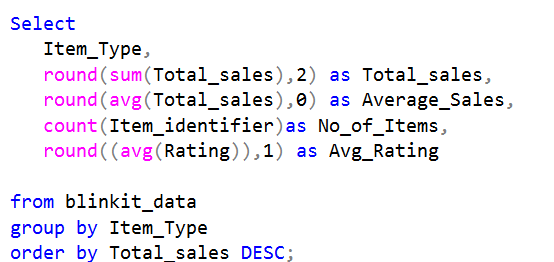 Select
Item_Type,
round(sum(Total_sales),2) as Total_sales,
round(avg(Total_sales),0) as Average_Sales,
count(Item_identifier)as No_of_Items,
round((avg(Rating)),1) as Avg_Rating
from blinkit_data
group by Item_Type
order by Total_sales DESC;